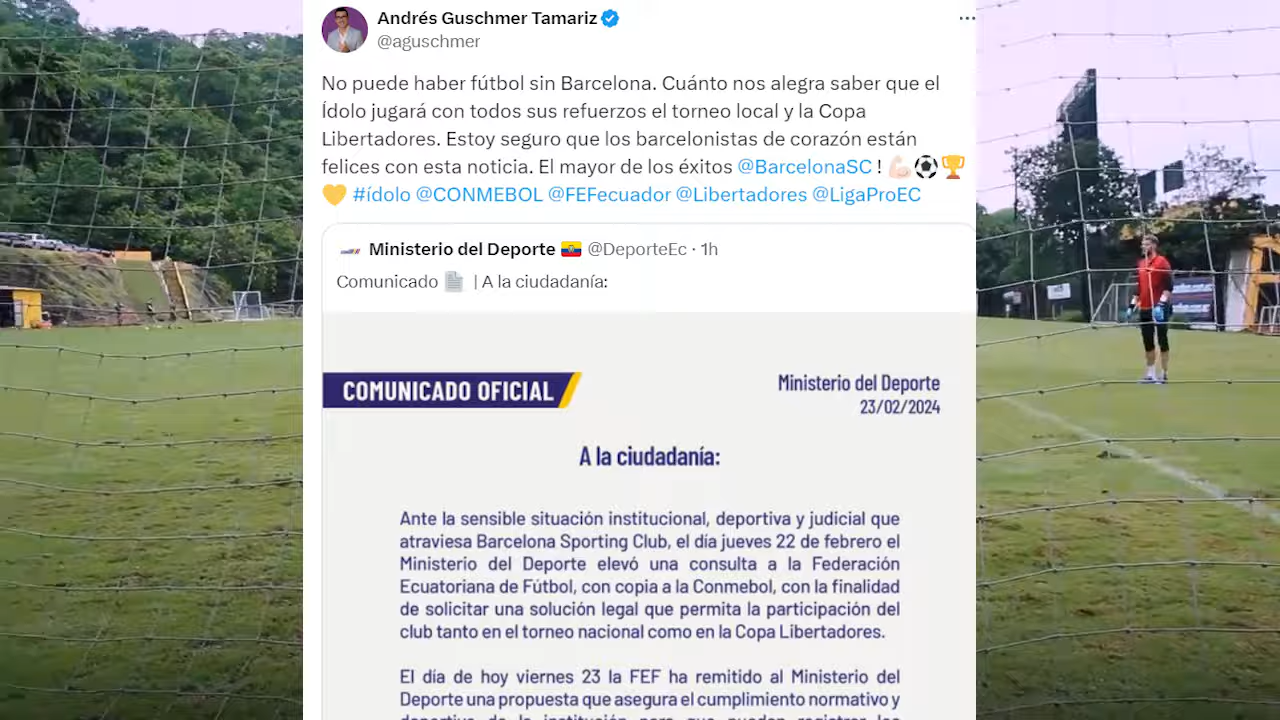 Andrés Guschmer Tamariz
@aguschmer
No puede haber fútbol sin Barcelona. Cuánto nos alegra saber que el
Ídolo jugará con todos sus refuerzos el torneo local y la Copa
Libertadores. Estoy seguro que los barcelonistas de corazón están
felices con esta noticia. El mayor de los éxitos @BarcelonaSC ! 💪🏻⚽🏆
💛 #ídolo @CONMEBOL @FEFecuador @Libertadores @LigaProEC
Ministerio del Deporte 🇪🇨 @DeporteEc · 1h
Comunicado 📄 | A la ciudadanía:
COMUNICADO OFICIAL
Ministerio del Deporte
23/02/2024
A la ciudadanía:
Ante la sensible situación institucional, deportiva y judicial que
atraviesa Barcelona Sporting Club, el día jueves 22 de febrero el
Ministerio del Deporte elevó una consulta a la Federación
Ecuatoriana de Fútbol, con copia a la Conmebol, con la finalidad
de solicitar una solución legal que permita la participación del
club tanto en el torneo nacional como en la Copa Libertadores.
El día de hoy viernes 23 la FEF ha remitido al Ministerio del
Deporte una propuesta que asegura el cumplimiento normativo y